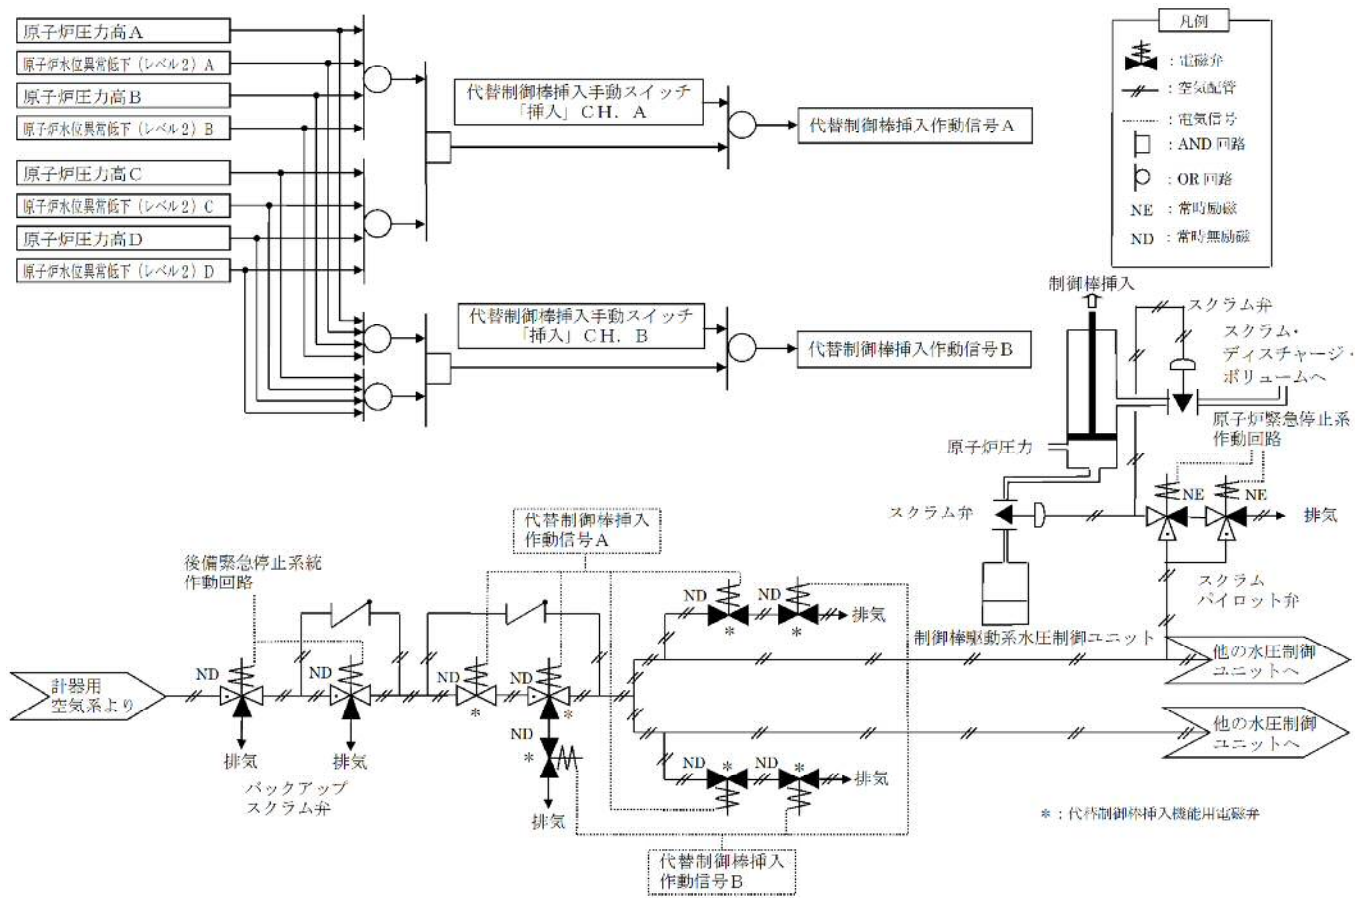 原子炉圧力高A
原子炉水位異常低下（レベル2）A
原子炉圧力高B
原子炉水位異常低下（レベル2）B
原子炉圧力高C
原子炉水位異常低下（レベル2）C
原子炉圧力高D
原子炉水位異常低下（レベル2）D
代替制御棒挿入手動スイッチ
「挿入」CH．A
代替制御棒挿入作動信号A
代替制御棒挿入手動スイッチ
「挿入」CH．B
代替制御棒挿入作動信号B
凡例
：電磁弁
：空気配管
：電気信号
：AND 回路
：OR 回路
NE ：常時励磁
ND ：常時無励磁
制御棒挿入
スクラム弁
スクラム・
ディスチャージ・
ボリュームへ
原子炉緊急停止系
作動回路
原子炉圧力
NE
NE
スクラム弁
排気
スクラム
パイロット弁
制御棒駆動系水圧制御ユニット
代替制御棒挿入
作動信号A
後備緊急停止系統
作動回路
ND
ND
排気
*
*
ND
ND
ND
ND
計器用
空気系より
*
*
他の水圧制御
ユニットへ
ND
*
他の水圧制御
ユニットへ
排気
排気
バックアップ
スクラム弁
ND
*
ND
*
排気
排気
＊：代替制御棒挿入機能用電磁弁
代替制御棒挿入
作動信号B